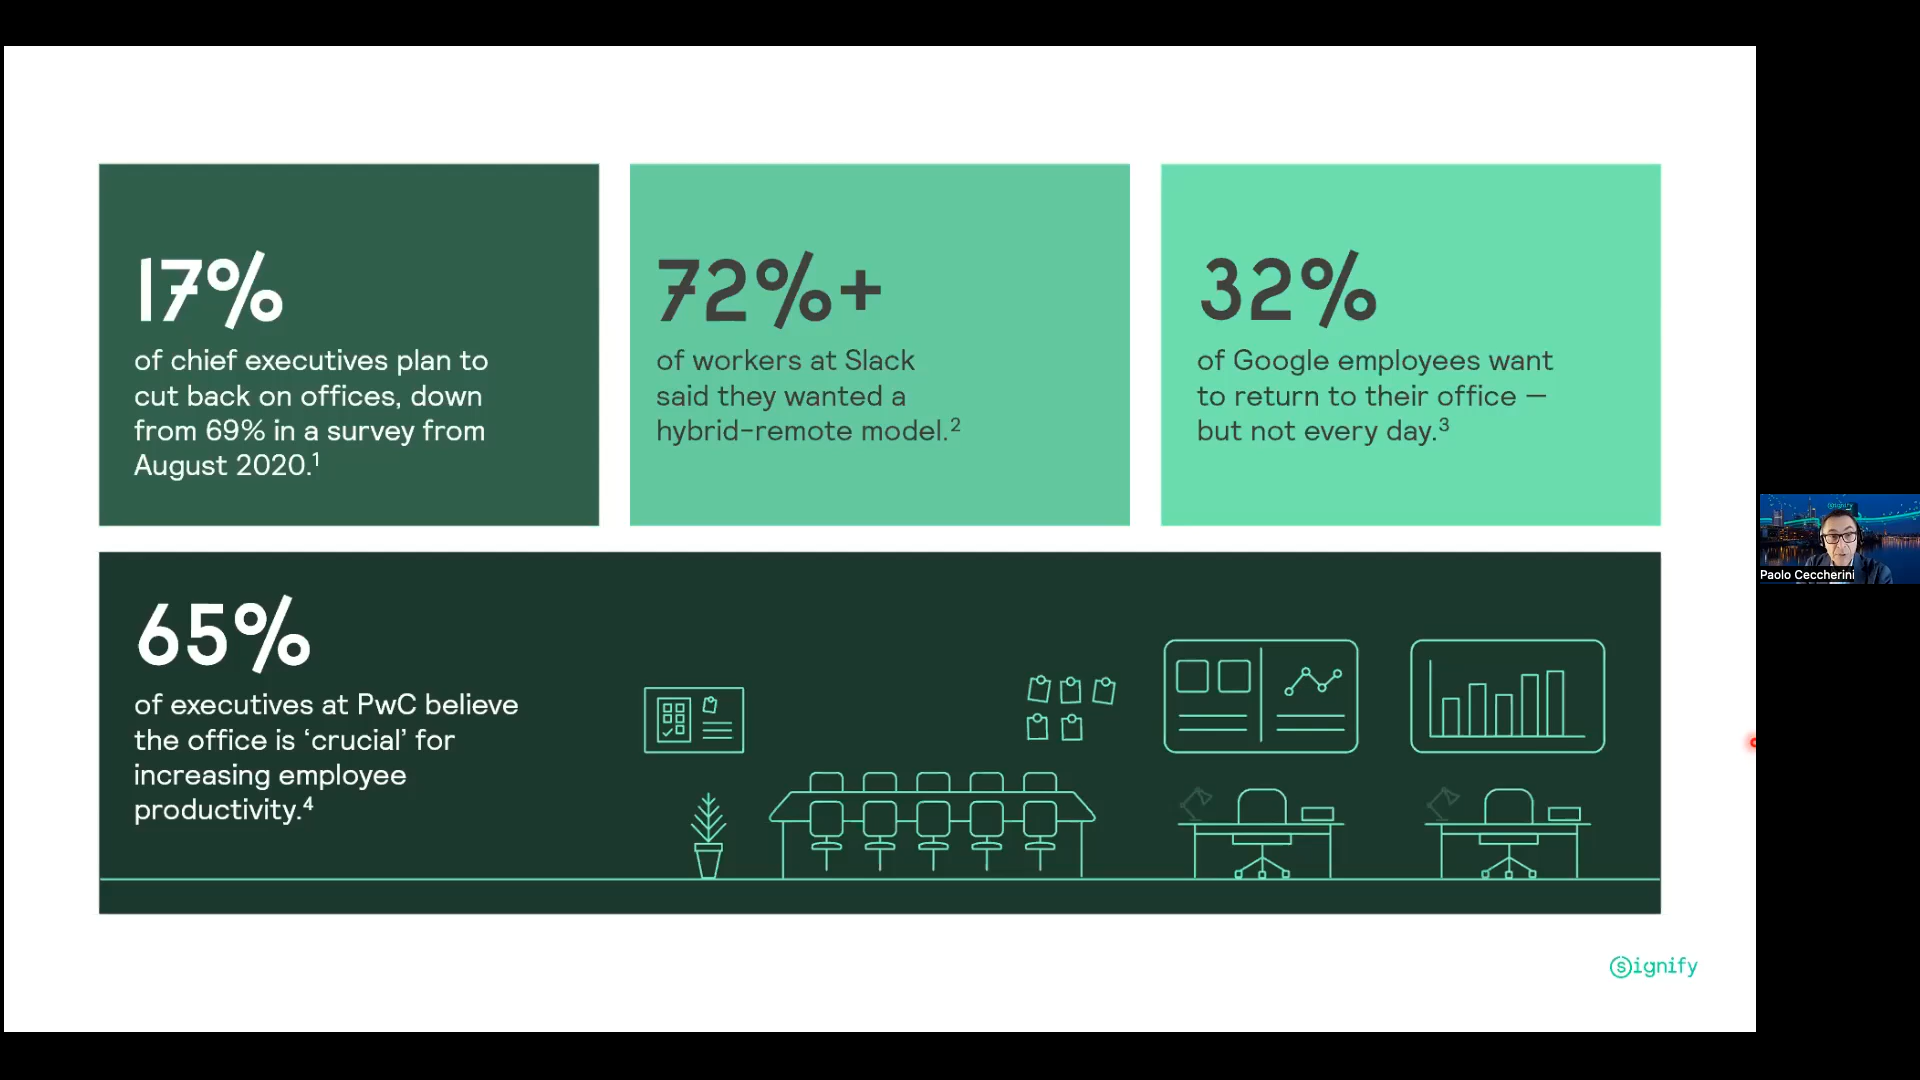 17%
of chief executives plan to
cut back on offices, down
from 69% in a survey from
August 2020.¹
72%+
of workers at Slack
said they wanted a
hybrid-remote model.²
32%
of Google employees want
to return to their office —
but not every day.³
65%
of executives at PwC believe
the office is ‘crucial’ for
increasing employee
productivity.⁴
Signify
Paolo Ceccherini